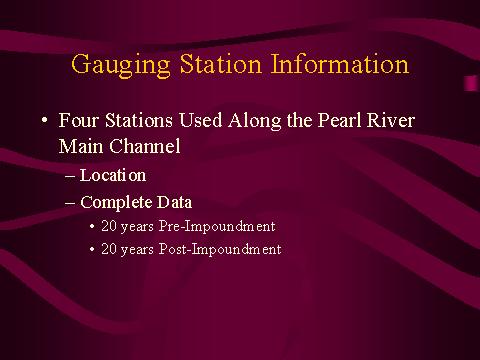 Gauging Station Information
• Four Stations Used Along the Pearl River
Main Channel
– Location
– Complete Data
• 20 years Pre-Impoundment
• 20 years Post-Impoundment